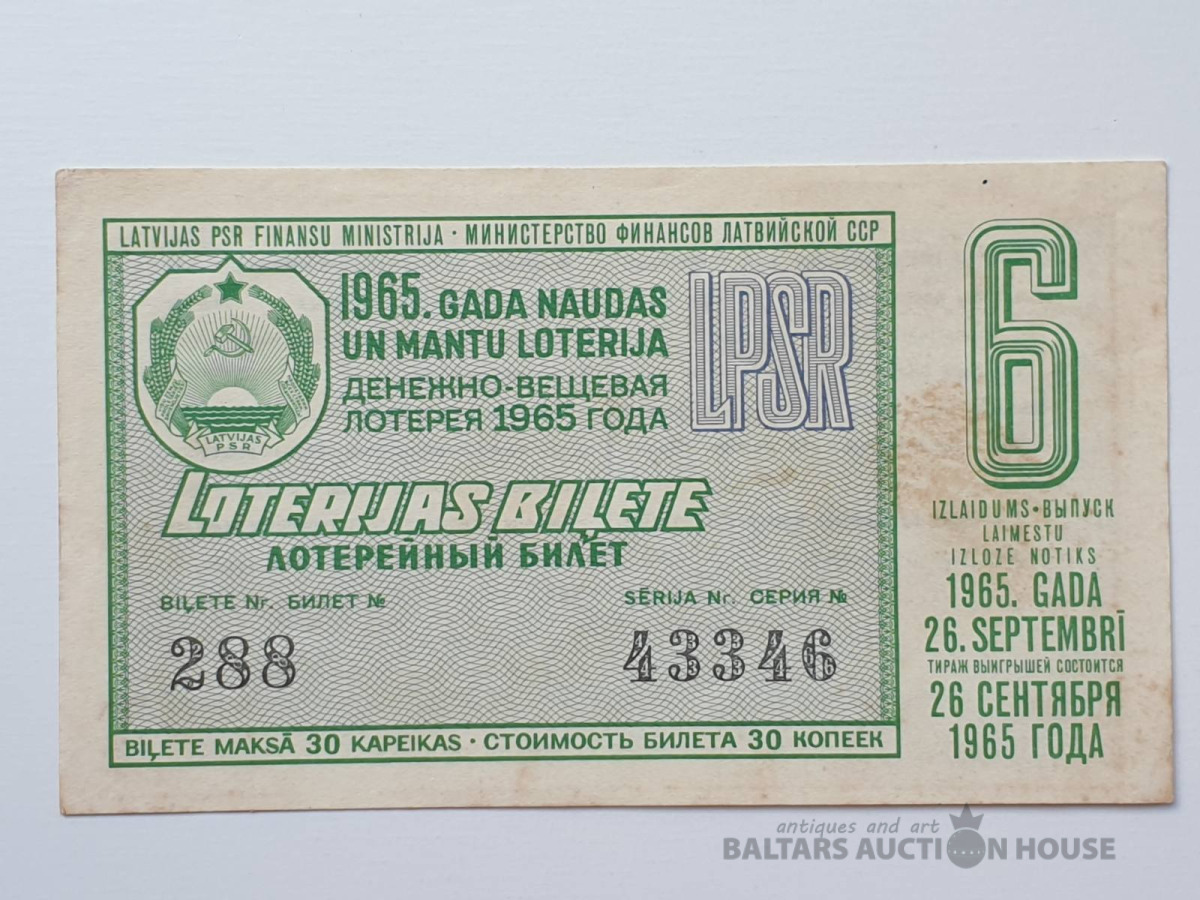 LATVIJAS PSR FINANSU MINISTRIJA · МИНИСТЕРСТВО ФИНАНСОВ ЛАТВИЙСКОЙ ССР
1965. GADA NAUDAS
UN MANTU LOTERIJA
ДЕНЕЖНО-ВЕЩЕВАЯ
ЛОТЕРЕЯ 1965 ГОДА
LPSR
LATVIJAS
PSR
LOTERIJAS BIĻETE
ЛОТЕРЕЙНЫЙ БИЛЕТ
BIĻETE Nr. БИЛЕТ №
SĒRIJA Nr. СЕРИЯ №
288
43346
BIĻETE MAKSĀ 30 KAPEIKAS · СТОИМОСТЬ БИЛЕТА 30 КОПЕЕК
6
IZLAIDUMS · ВЫПУСК
LAIMESTU
IZLOZE NOTIKS
1965. GADA
26. SEPTEMBRĪ
ТИРАЖ ВЫИГРЫШЕЙ СОСТОИТСЯ
26 СЕНТЯБРЯ
1965 ГОДА
antiques and art
BALTARS AUCTION HOUSE